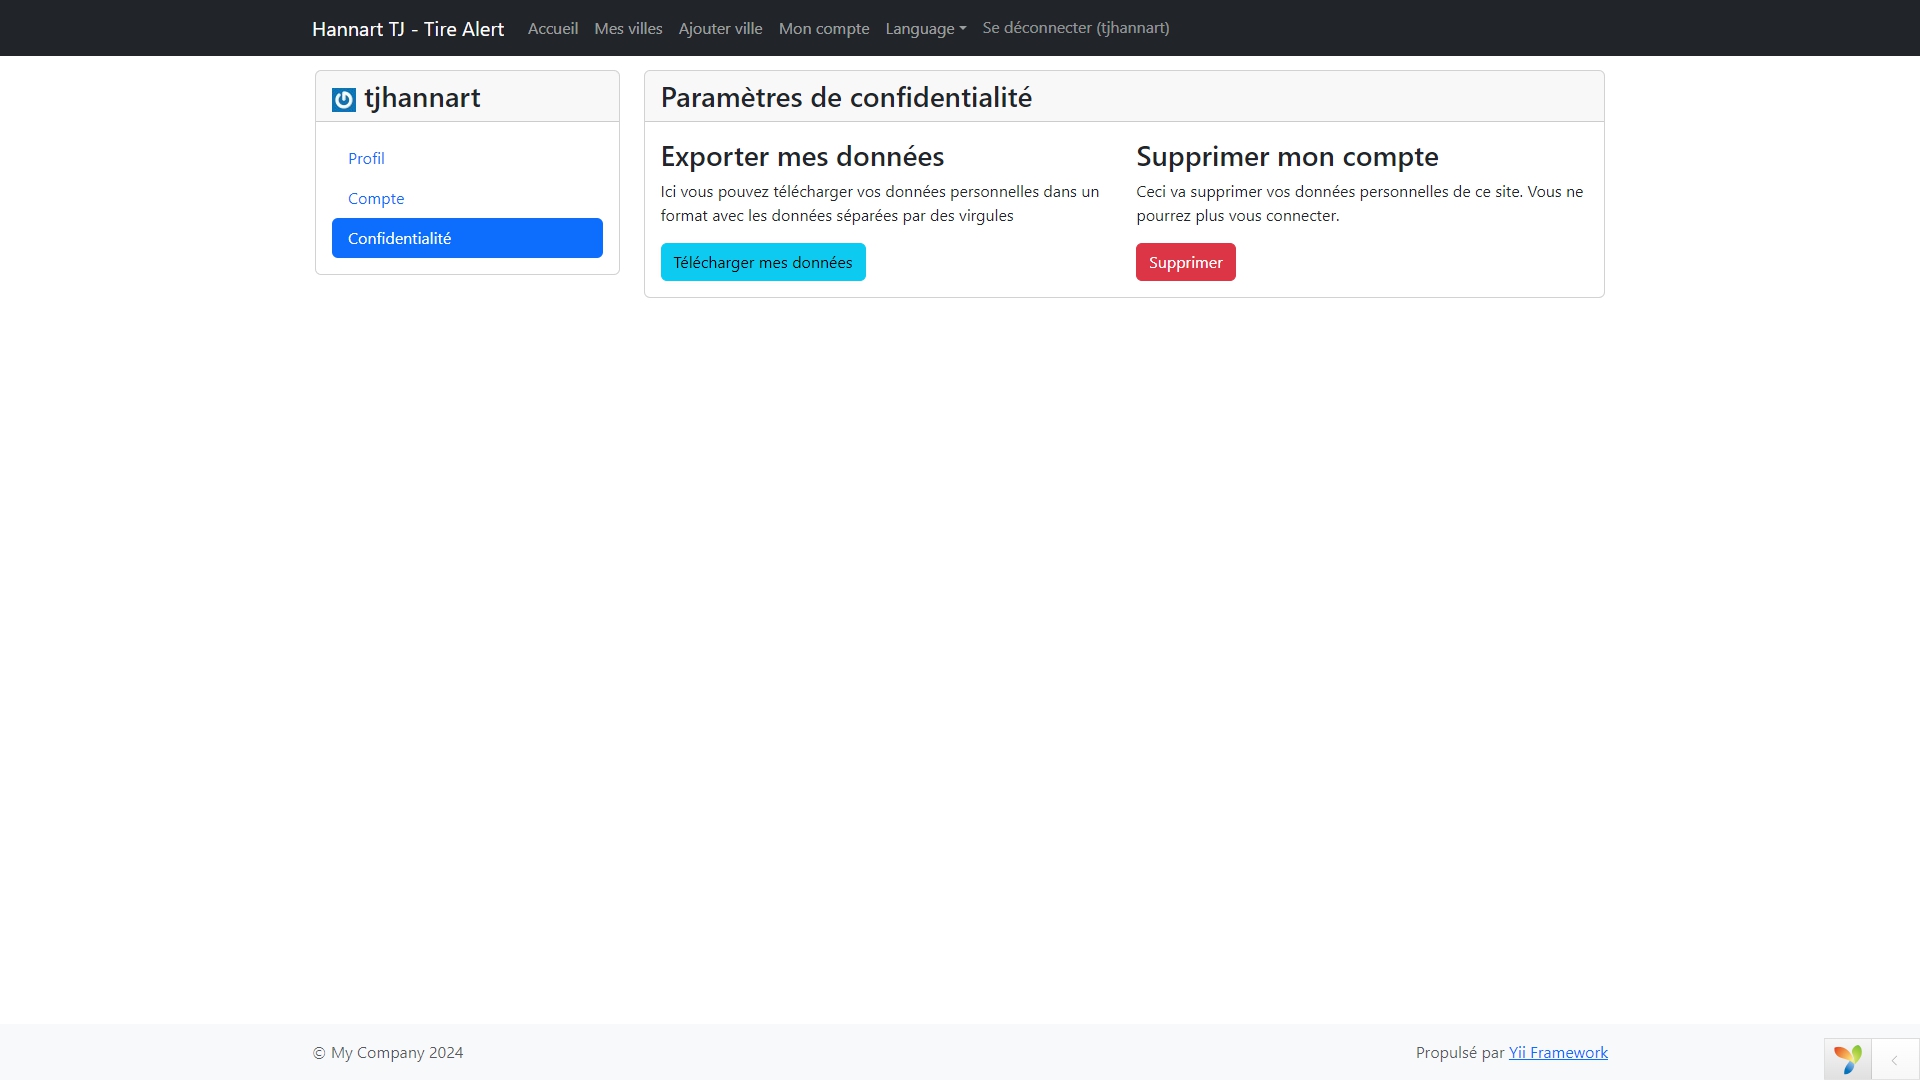 Hannart TJ - Tire Alert Accueil Mes villes Ajouter ville Mon compte Language Se déconnecter (tjhannart)
tjhannart
Profil
Compte
Confidentialité
Paramètres de confidentialité
Exporter mes données
Ici vous pouvez télécharger vos données personnelles dans un
format avec les données séparées par des virgules
Télécharger mes données
Supprimer mon compte
Ceci va supprimer vos données personnelles de ce site. Vous ne
pourrez plus vous connecter.
Supprimer
© My Company 2024
Propulsé par Yii Framework